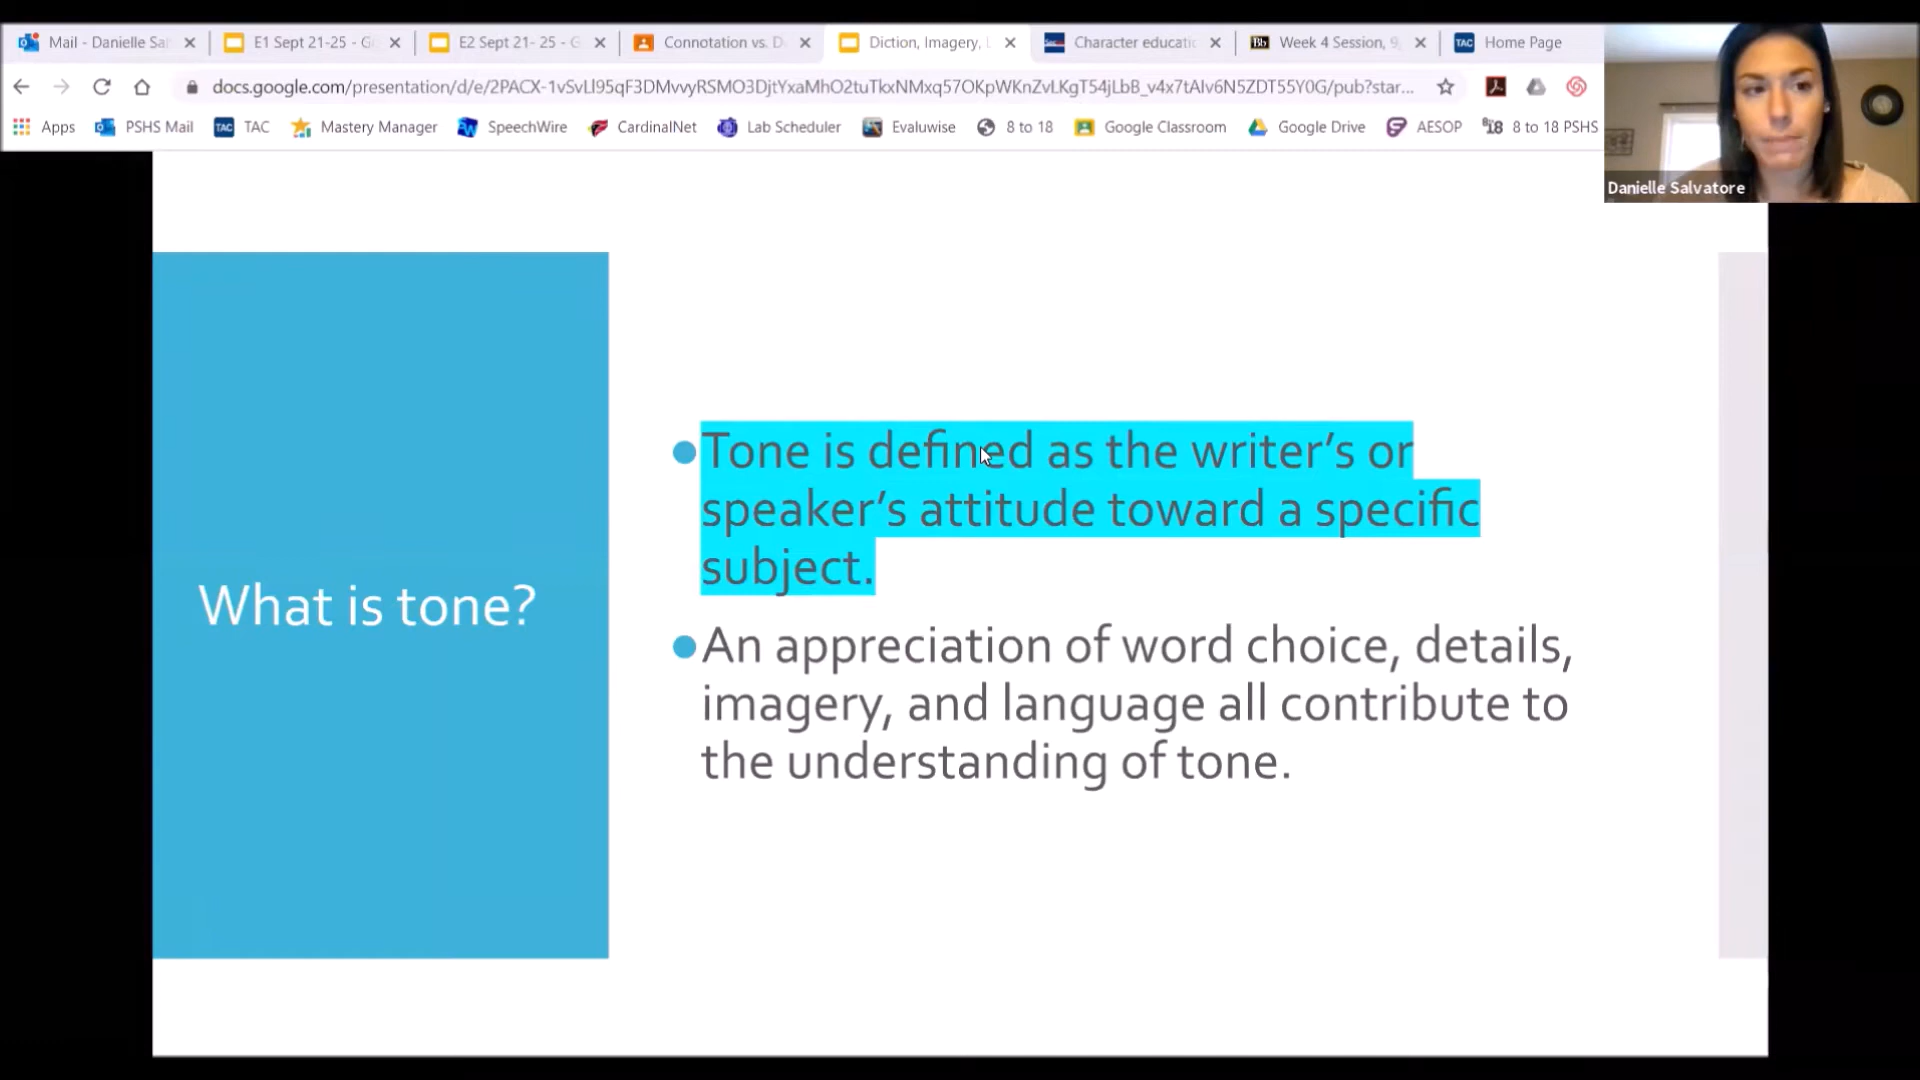 Mail - Danielle Sal
E1 Sept 21-25 - G
E2 Sept 21- 25 - G
Connotation vs. D
Diction, Imagery,
Character educati
Week 4 Session, 9
Home Page
docs.google.com/presentation/d/e/2PACX-1vSvLl95qF3DMvvyRSMO3DjtYxaMhO2tuTkxNMxq57OKpWKnZvLKgT54jLbB_v4x7tAlv6N5ZDT55Y0G/pub?star...
Apps
PSHS Mail
TAC
Mastery Manager
SpeechWire
CardinalNet
Lab Scheduler
Evaluwise
8 to 18
Google Classroom
Google Drive
AESOP
8 to 18 PSHS
Danielle Salvatore
What is tone?
Tone is defined as the writer’s or
speaker’s attitude toward a specific
subject.
An appreciation of word choice, details,
imagery, and language all contribute to
the understanding of tone.